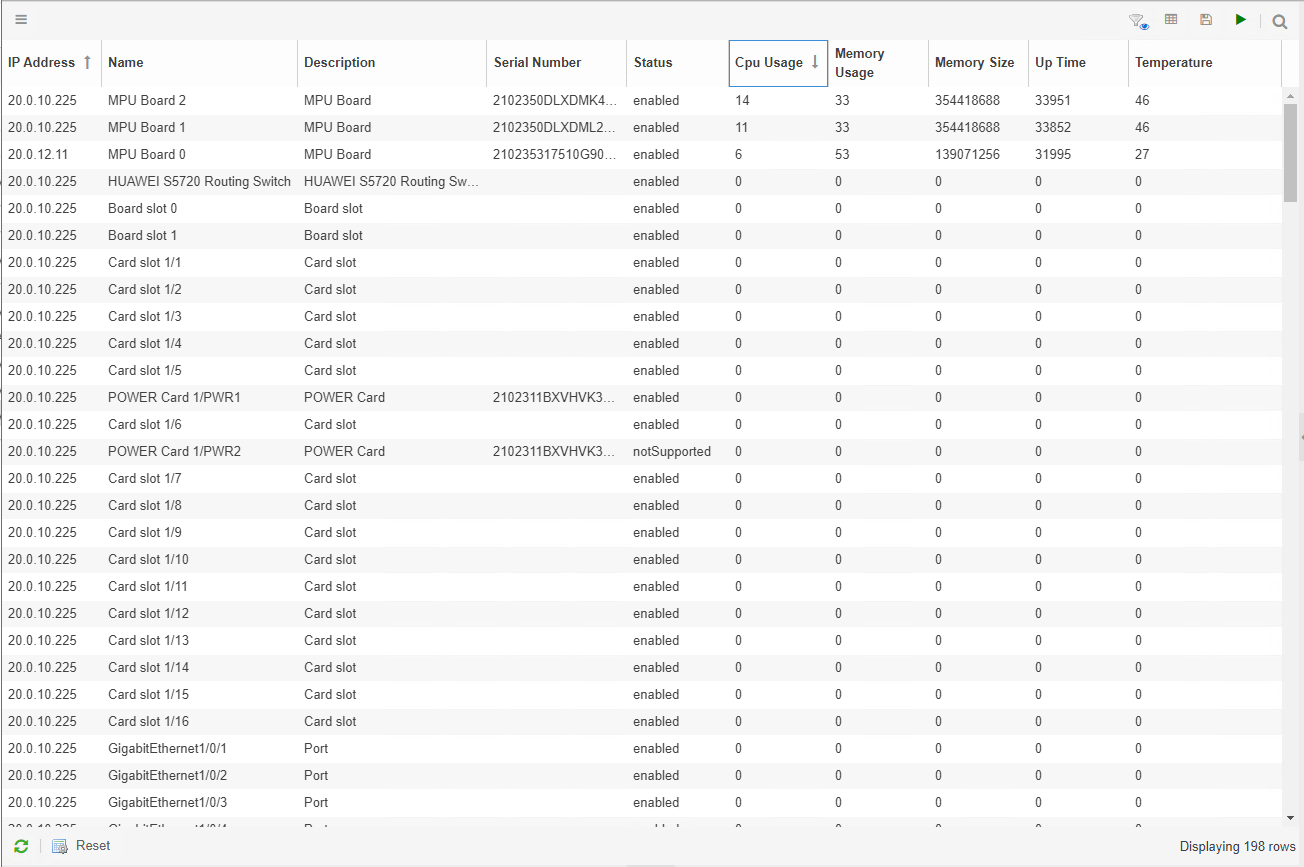 IP Address Name Description Serial Number Status Cpu Usage Memory Usage Memory Size Up Time Temperature
20.0.10.225 MPU Board 2 MPU Board 2102350DLXDMK4... enabled 14 33 354418688 33951 46
20.0.10.225 MPU Board 1 MPU Board 2102350DLXDML2... enabled 11 33 354418688 33852 46
20.0.12.11 MPU Board 0 MPU Board 210235317510G90... enabled 6 53 139071256 31995 27
20.0.10.225 HUAWEI S5720 Routing Switch HUAWEI S5720 Routing Sw... enabled 0 0 0 0 0
20.0.10.225 Board slot 0 Board slot enabled 0 0 0 0 0
20.0.10.225 Board slot 1 Board slot enabled 0 0 0 0 0
20.0.10.225 Card slot 1/1 Card slot enabled 0 0 0 0 0
20.0.10.225 Card slot 1/2 Card slot enabled 0 0 0 0 0
20.0.10.225 Card slot 1/3 Card slot enabled 0 0 0 0 0
20.0.10.225 Card slot 1/4 Card slot enabled 0 0 0 0 0
20.0.10.225 Card slot 1/5 Card slot enabled 0 0 0 0 0
20.0.10.225 POWER Card 1/PWR1 POWER Card 2102311BXVHVK3... enabled 0 0 0 0 0
20.0.10.225 Card slot 1/6 Card slot enabled 0 0 0 0 0
20.0.10.225 POWER Card 1/PWR2 POWER Card 2102311BXVHVK3... notSupported 0 0 0 0 0
20.0.10.225 Card slot 1/7 Card slot enabled 0 0 0 0 0
20.0.10.225 Card slot 1/8 Card slot enabled 0 0 0 0 0
20.0.10.225 Card slot 1/9 Card slot enabled 0 0 0 0 0
20.0.10.225 Card slot 1/10 Card slot enabled 0 0 0 0 0
20.0.10.225 Card slot 1/11 Card slot enabled 0 0 0 0 0
20.0.10.225 Card slot 1/12 Card slot enabled 0 0 0 0 0
20.0.10.225 Card slot 1/13 Card slot enabled 0 0 0 0 0
20.0.10.225 Card slot 1/14 Card slot enabled 0 0 0 0 0
20.0.10.225 Card slot 1/15 Card slot enabled 0 0 0 0 0
20.0.10.225 Card slot 1/16 Card slot enabled 0 0 0 0 0
20.0.10.225 GigabitEthernet1/0/1 Port enabled 0 0 0 0 0
20.0.10.225 GigabitEthernet1/0/2 Port enabled 0 0 0 0 0
20.0.10.225 GigabitEthernet1/0/3 Port enabled 0 0 0 0 0
Reset Displaying 198 rows